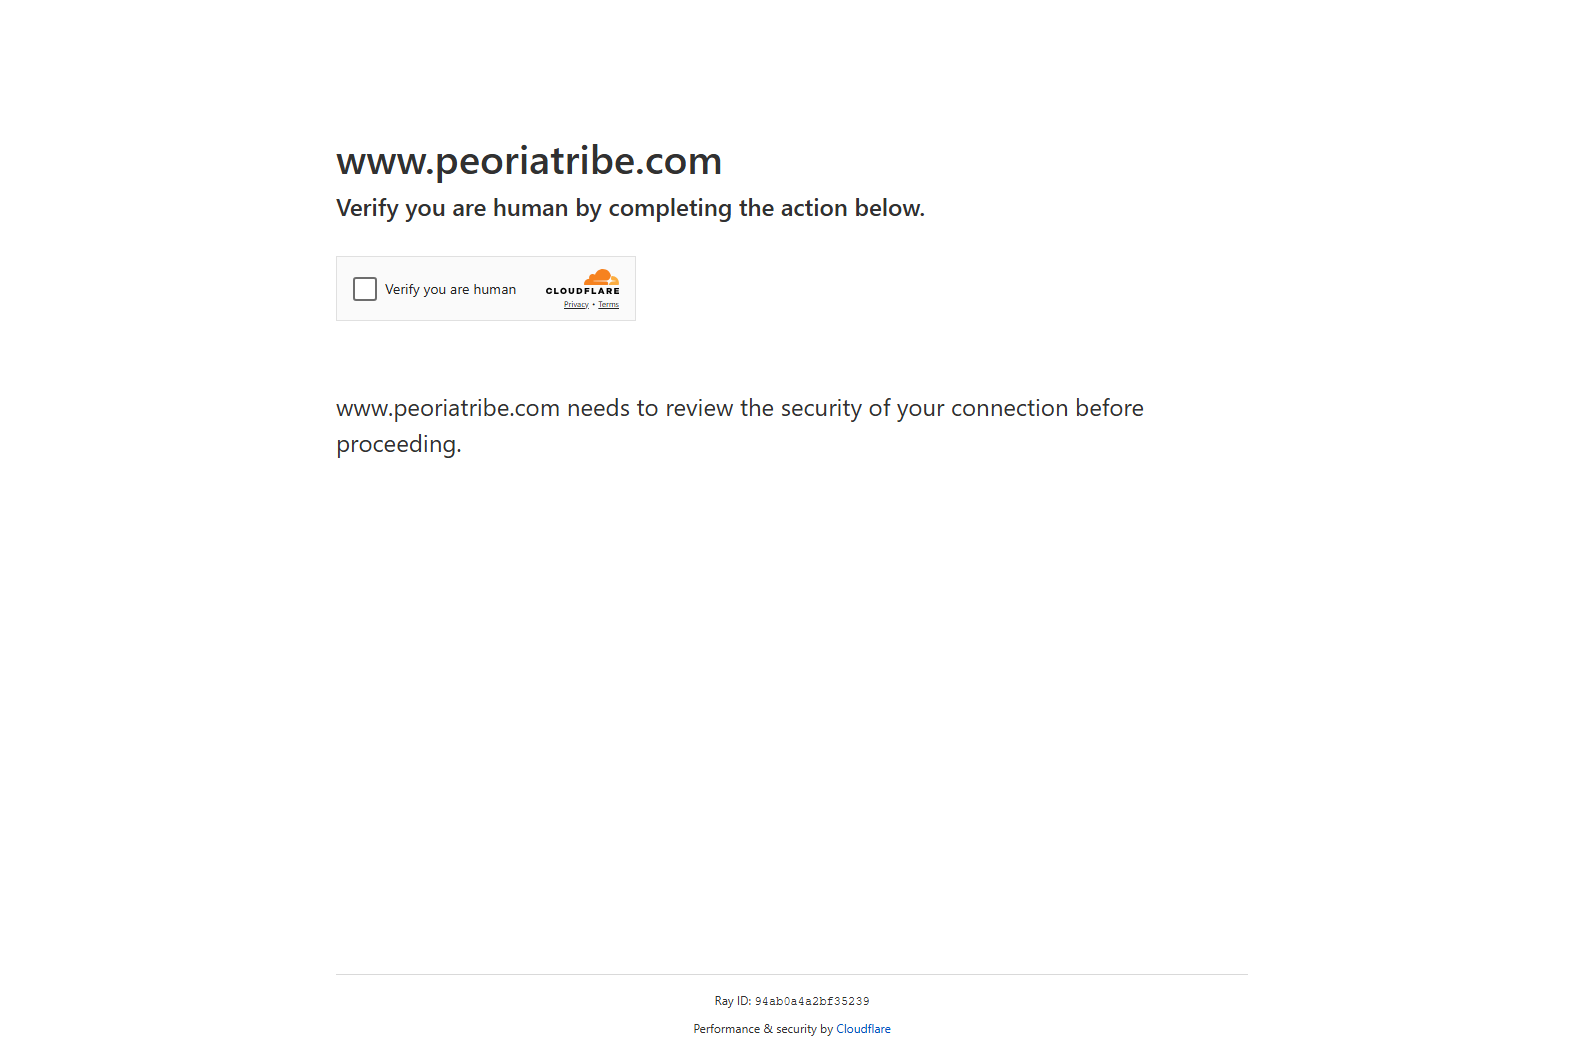 www.peoriatribe.com
Verify you are human by completing the action below.
Verify you are human
CLOUDFLARE
Privacy • Terms
www.peoriatribe.com needs to review the security of your connection before
proceeding.
Ray ID: 94ab0a4a2bf35239
Performance & security by Cloudflare